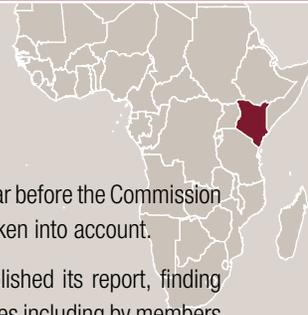 ar before the Commission
ken into account.
lished its report, finding
es including by members